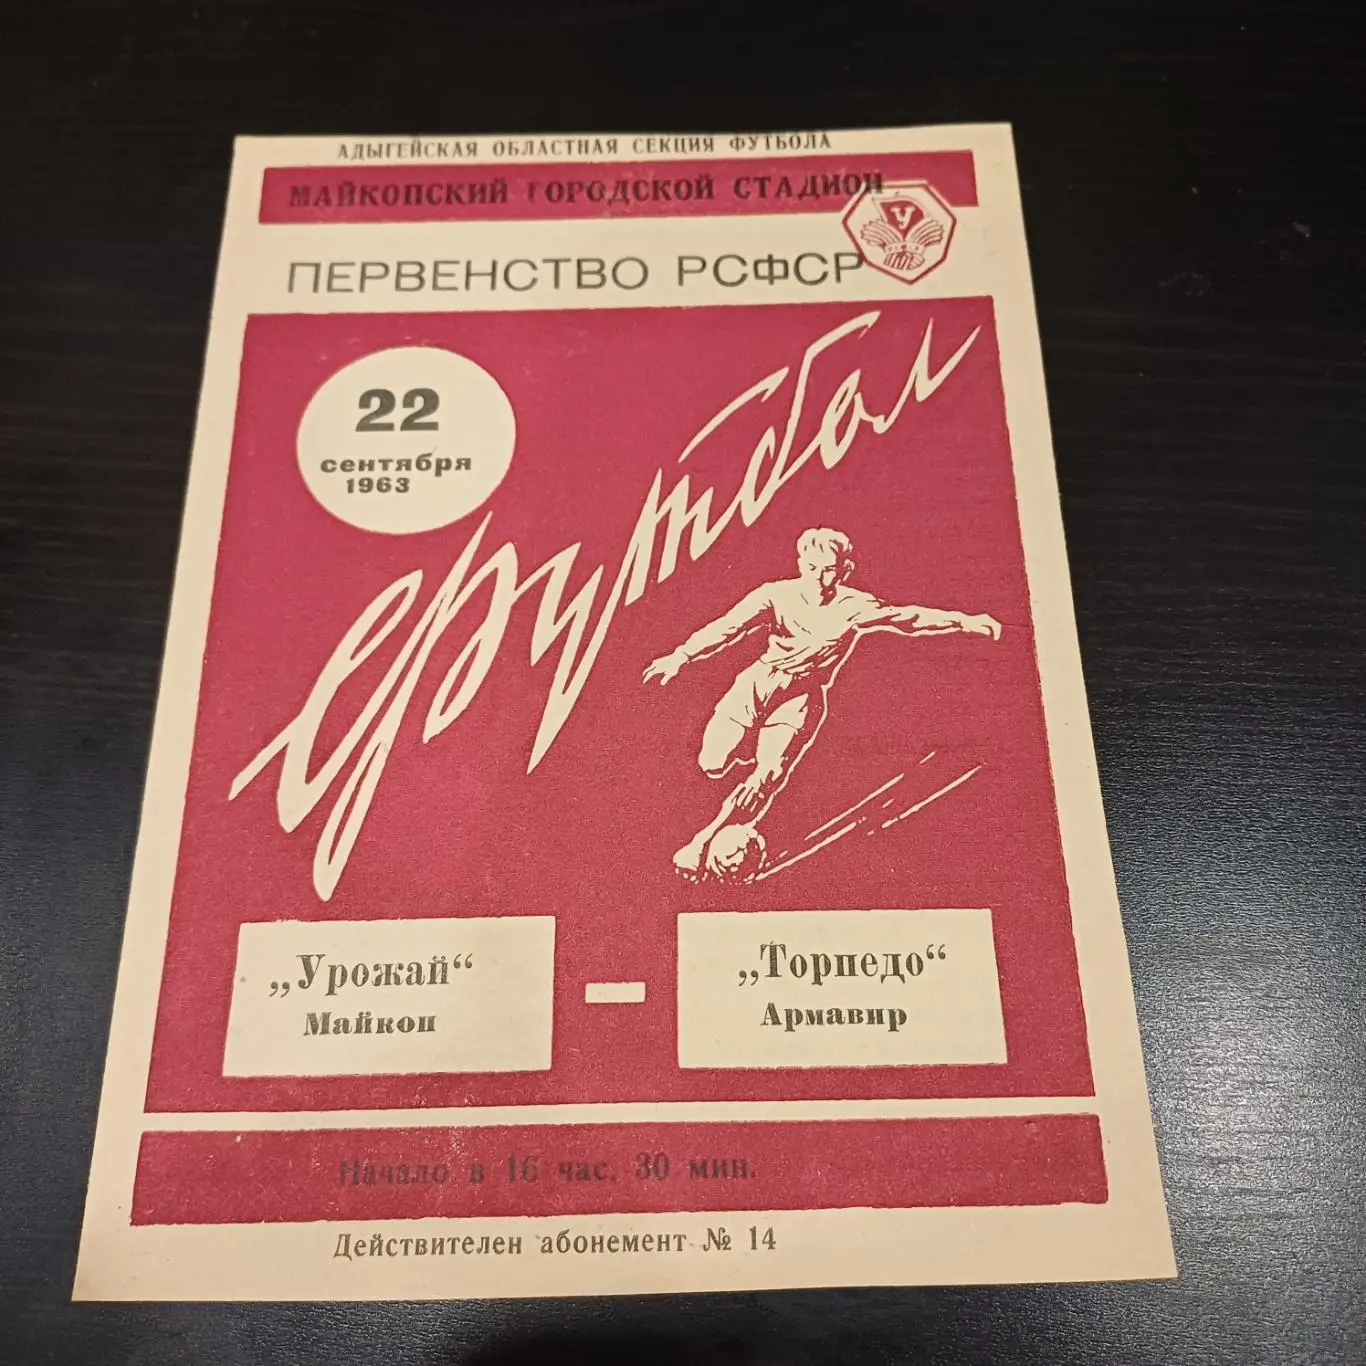 АДЫГЕЙСКАЯ ОБЛАСТНАЯ СЕКЦИЯ ФУТБОЛА
МАЙКОПСКИЙ ГОРОДСКОЙ СТАДИОН
У
ПЕРВЕНСТВО РСФСР
22
сентября
1963
Футбол
„Урожай“
Майкоп
—
„Торпедо“
Армавир
Начало в 16 час. 30 мин.
Действителен абонемент № 14